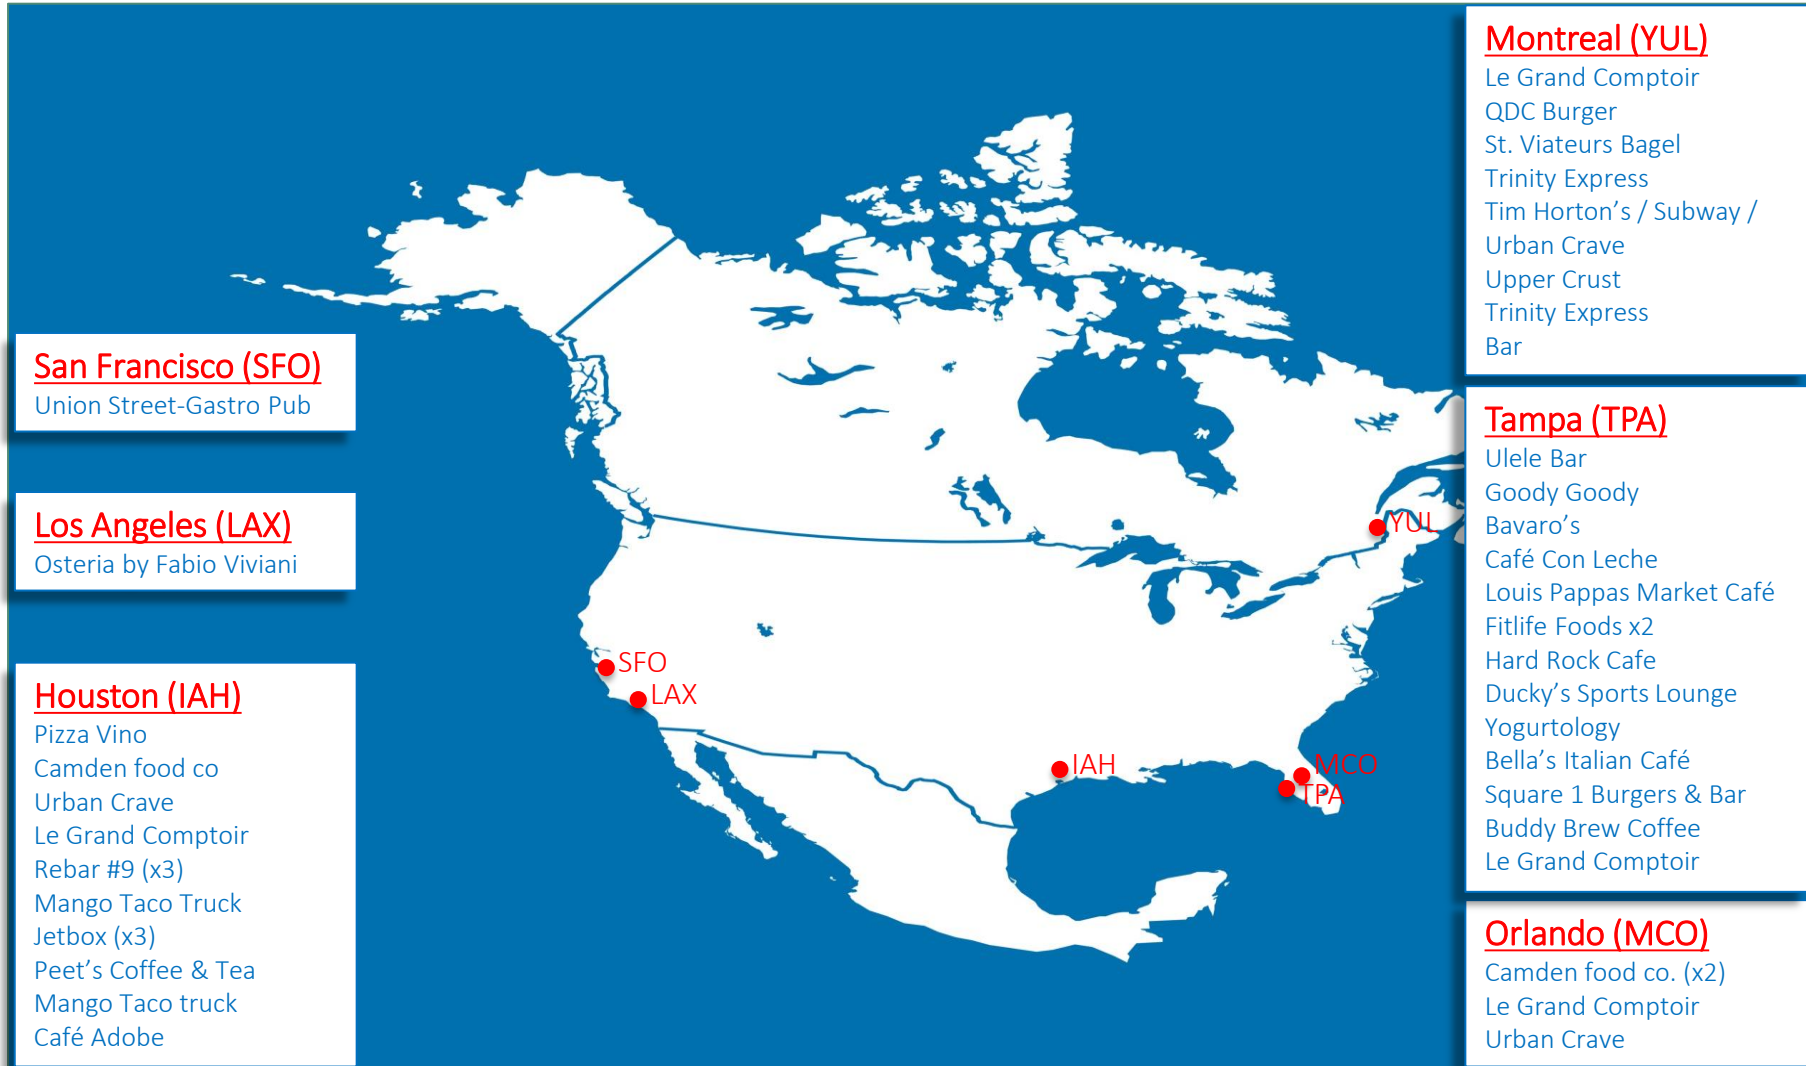 San Francisco (SFO)
Union Street-Gastro Pub
Los Angeles (LAX)
Osteria by Fabio Viviani
Houston (IAH)
Pizza Vino
Camden food co
Urban Crave
Le Grand Comptoir
Rebar #9 (x3)
Mango Taco Truck
Jetbox (x3)
Peet's Coffee & Tea
Mango Taco truck
Café Adobe
SFO
LAX
IAH
MCO
TPA
YUL
Montreal (YUL)
Le Grand Comptoir
QDC Burger
St. Viateurs Bagel
Trinity Express
Tim Horton's / Subway /
Urban Crave
Upper Crust
Trinity Express
Bar
Tampa (TPA)
Ulele Bar
Goody Goody
Bavaro's
Café Con Leche
Louis Pappas Market Café
Fitlife Foods x2
Hard Rock Cafe
Ducky's Sports Lounge
Yogurtology
Bella's Italian Café
Square 1 Burgers & Bar
Buddy Brew Coffee
Le Grand Comptoir
Orlando (MCO)
Camden food co. (x2)
Le Grand Comptoir
Urban Crave